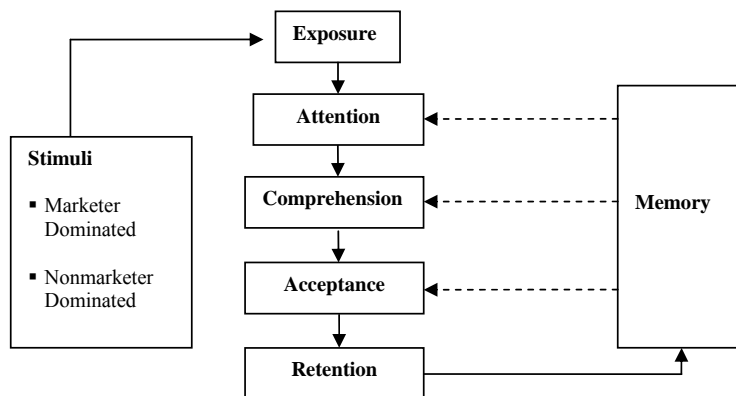 Exposure
Attention
Stimuli
▪ Marketer
Dominated
▪ Nonmarketer
Dominated
Comprehension
Memory
Acceptance
Retention